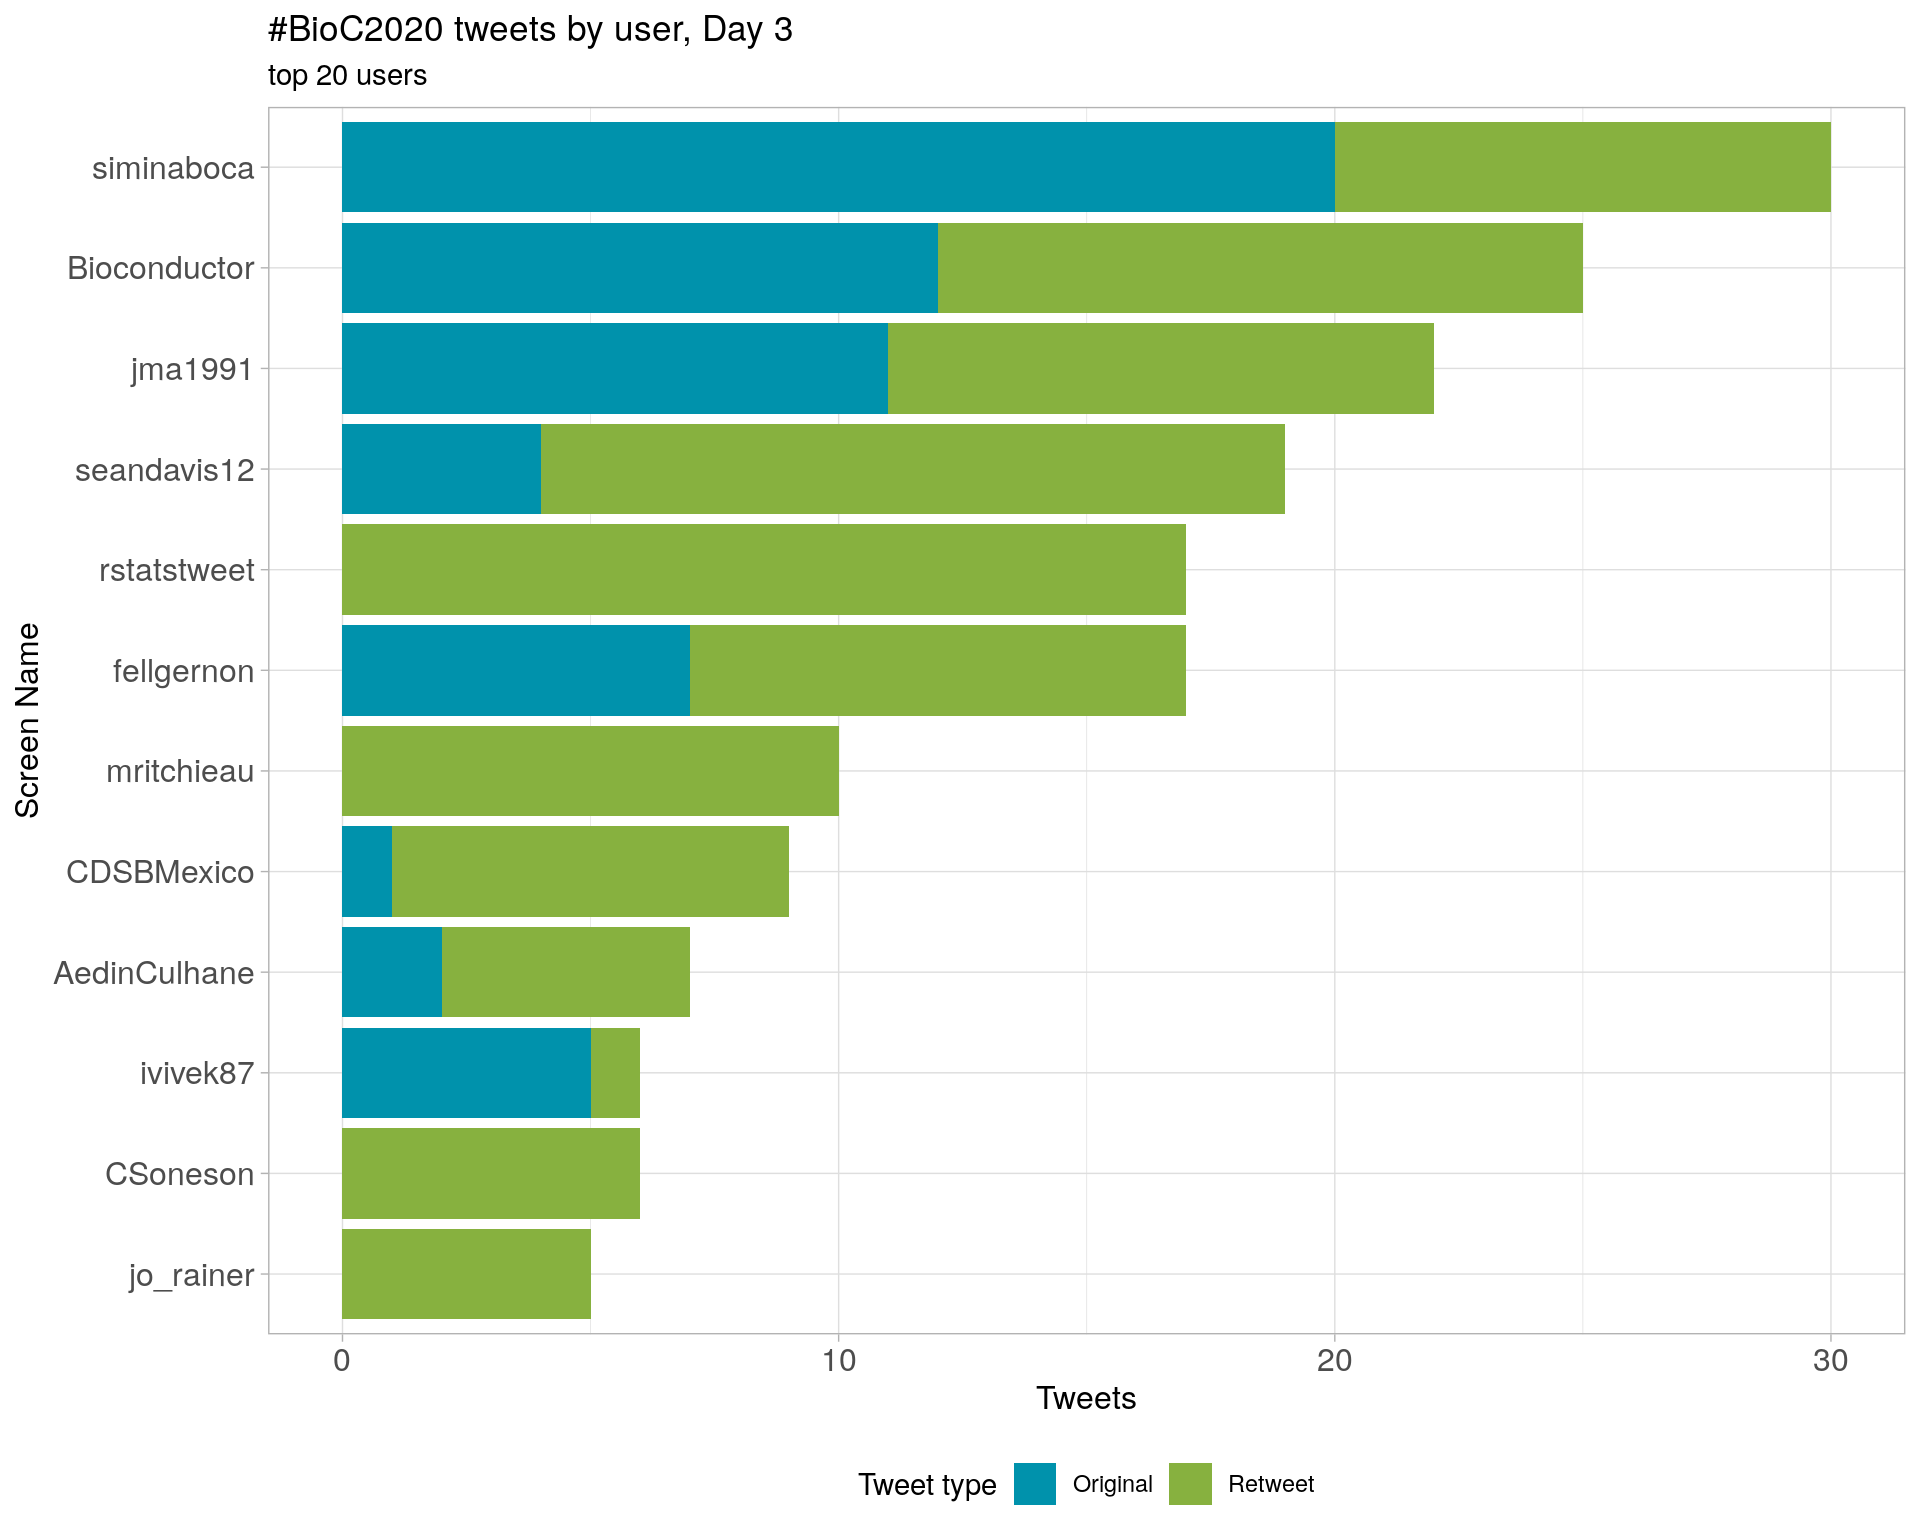 #BioC2020 tweets by user, Day 3
top 20 users
Screen Name
siminaboca
Bioconductor
jma1991
seandavis12
rstatstweet
fellgernon
mritchieau
CDSBMexico
AedinCulhane
ivivek87
CSoneson
jo_rainer
0 10 20 30
Tweets
Tweet type Original Retweet